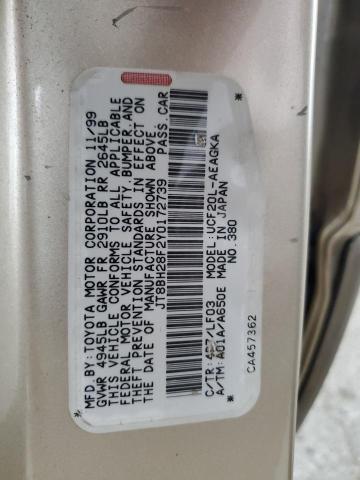 MFD.BY:TOYOTA MOTOR CORPORATION 11/99
GVWR 4945LB GAWR FR 2910LB RR 2645LB
THIS VEHICLE CONFORMS TO ALL APPLICABLE
FEDERAL MOTOR VEHICLE SAFETY, BUMPER, AND
THEFT PREVENTION STANDARDS IN EFFECT ON
THE DATE OF MANUFACTURE SHOWN ABOVE.
JT8BH28F2Y0172739 PASS.CAR
C/TR:4P7/LF03 MODEL:UCF20L-AEAGKA
A/TM:A01A/A650E MADE IN JAPAN
NO.380
CA457362